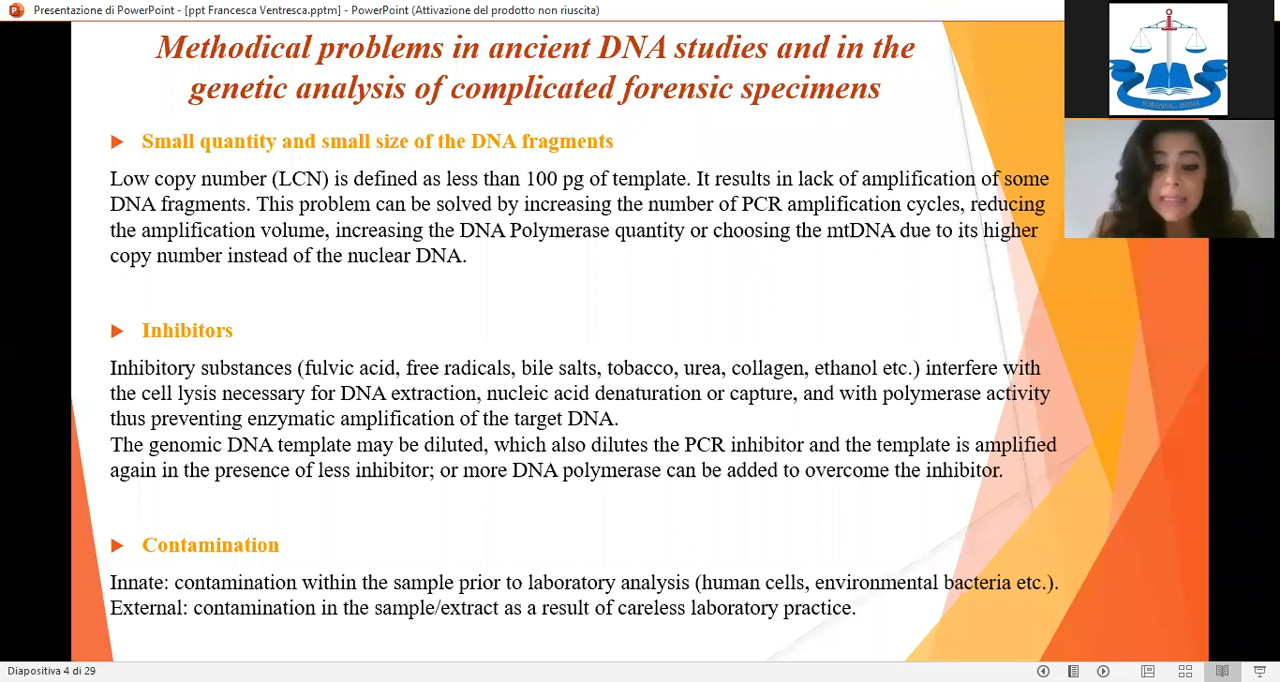 Presentazione di PowerPoint - [ppt Francesca Ventresca.pptm] - PowerPoint (Attivazione del prodotto non riuscita)
Methodical problems in ancient DNA studies and in the
genetic analysis of complicated forensic specimens
Small quantity and small size of the DNA fragments
Low copy number (LCN) is defined as less than 100 pg of template. It results in lack of amplification of some
DNA fragments. This problem can be solved by increasing the number of PCR amplification cycles, reducing
the amplification volume, increasing the DNA Polymerase quantity or choosing the mtDNA due to its higher
copy number instead of the nuclear DNA.
Inhibitors
Inhibitory substances (fulvic acid, free radicals, bile salts, tobacco, urea, collagen, ethanol etc.) interfere with
the cell lysis necessary for DNA extraction, nucleic acid denaturation or capture, and with polymerase activity
thus preventing enzymatic amplification of the target DNA.
The genomic DNA template may be diluted, which also dilutes the PCR inhibitor and the template is amplified
again in the presence of less inhibitor; or more DNA polymerase can be added to overcome the inhibitor.
Contamination
Innate: contamination within the sample prior to laboratory analysis (human cells, environmental bacteria etc.).
External: contamination in the sample/extract as a result of careless laboratory practice.
Diapositiva 4 di 29